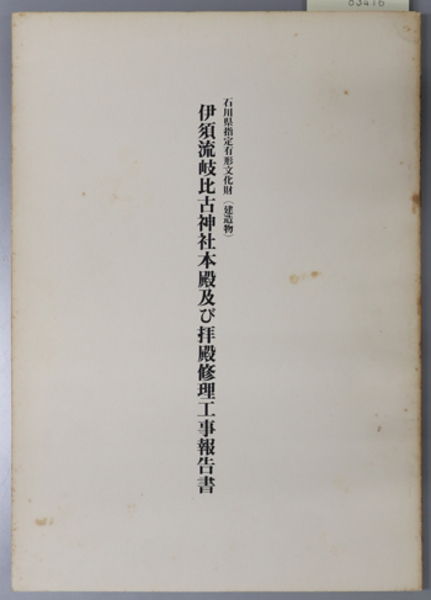 石川県指定有形文化財（建造物）
伊須流岐比古神社本殿及び拝殿修理工事報告書